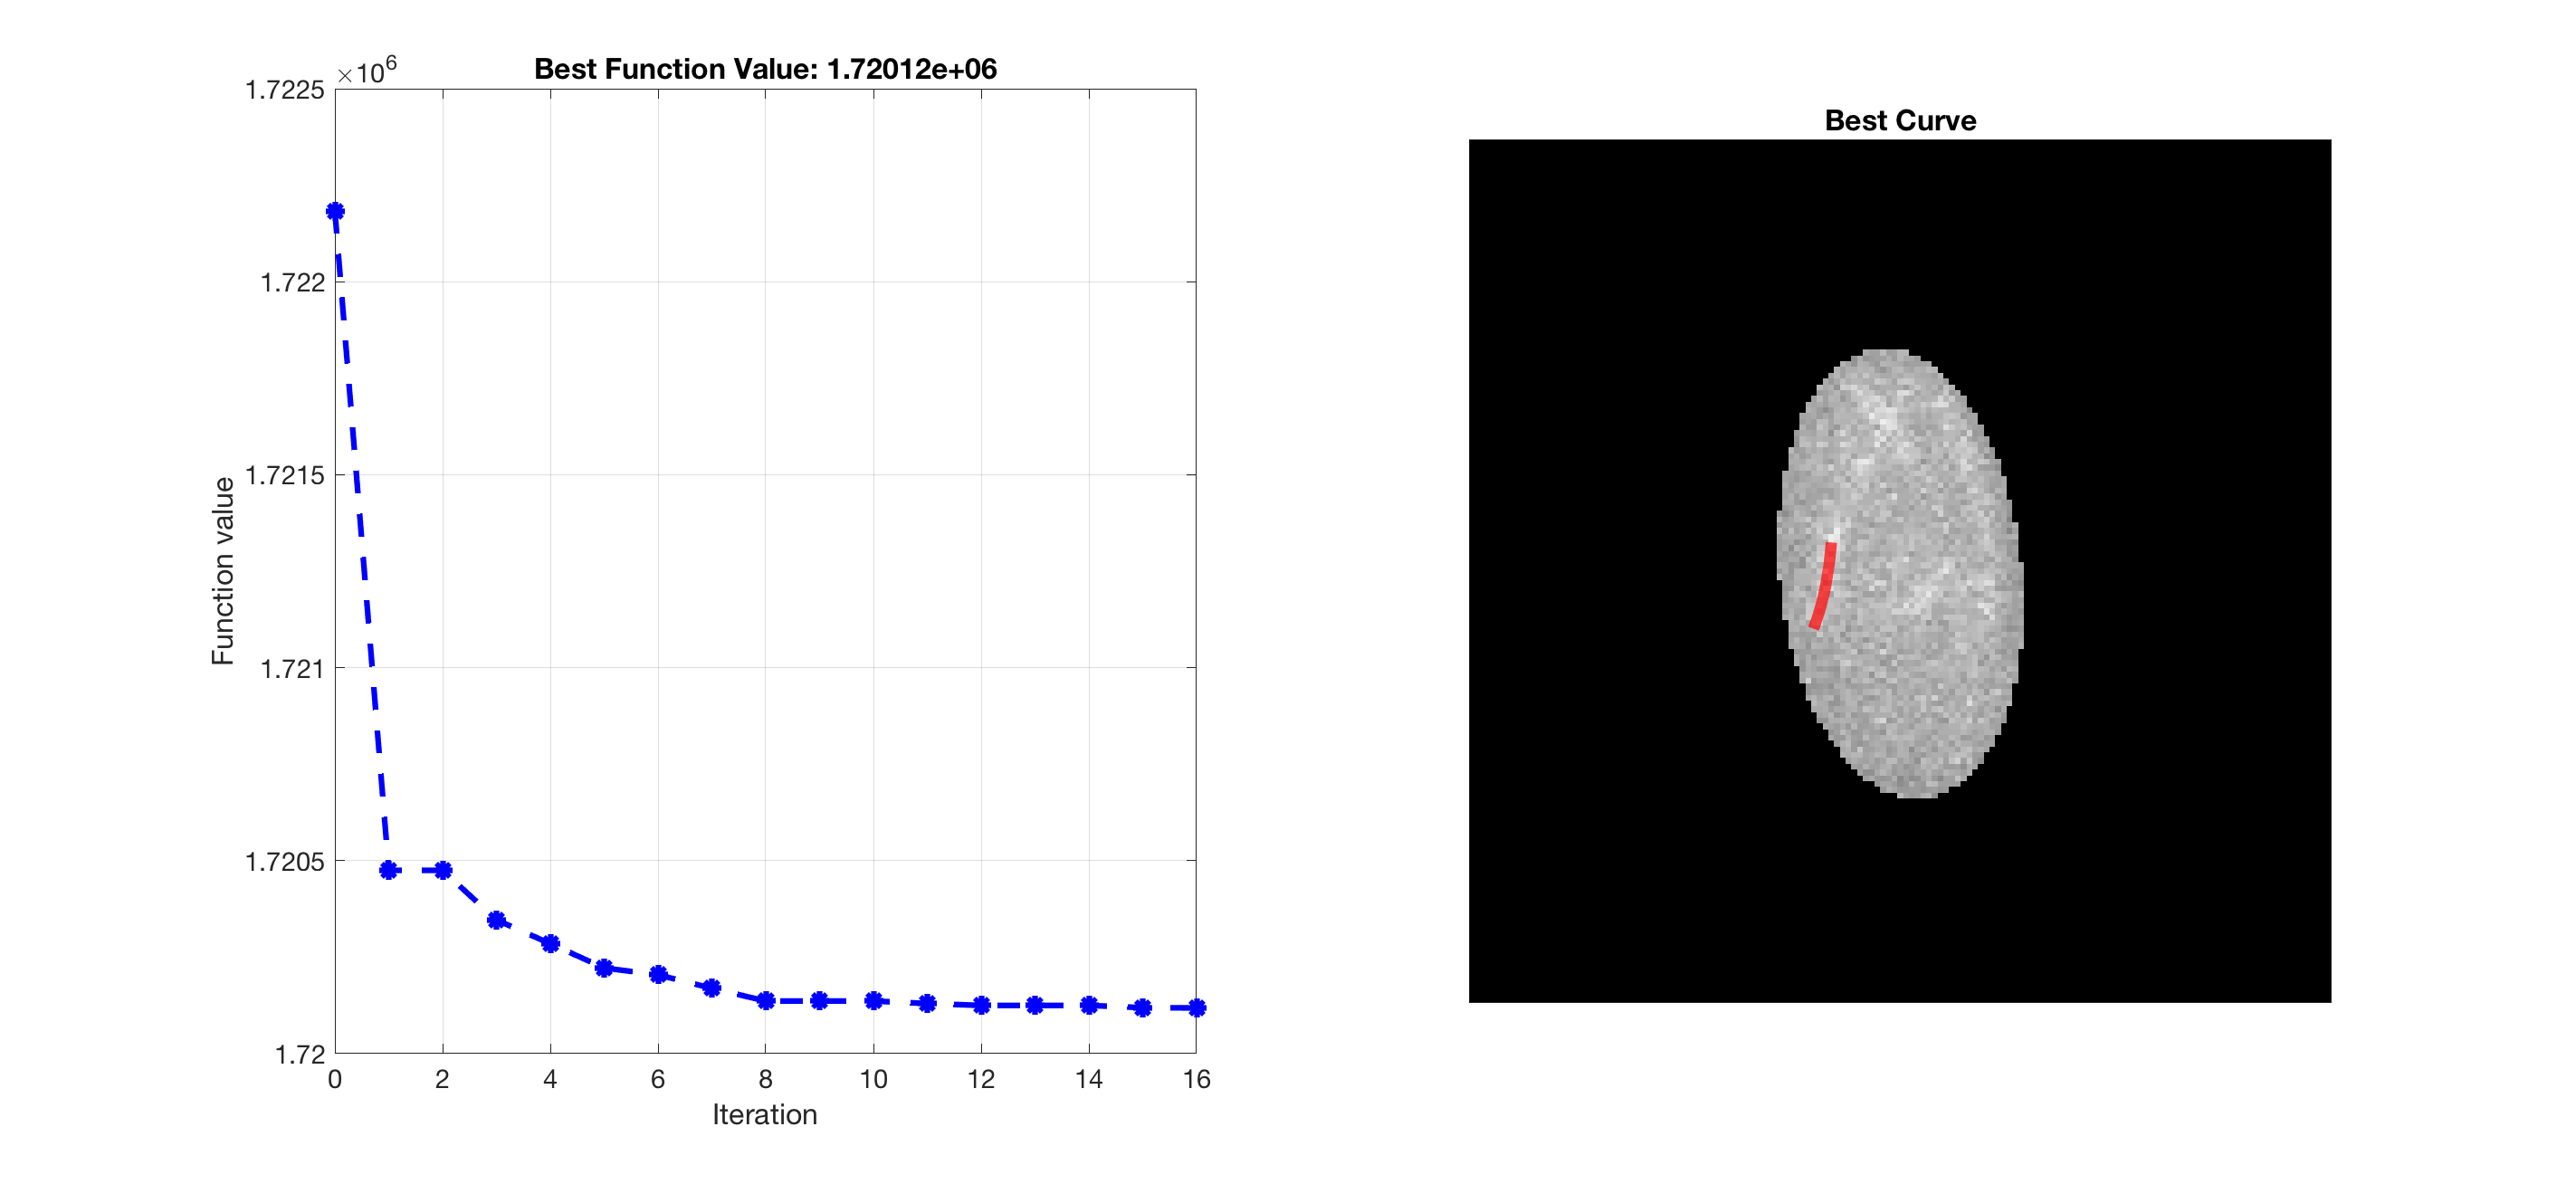 Best Function Value: 1.72012e+06
×10^6
1.7225
1.722
1.7215
1.721
1.7205
1.72
Function value
0 2 4 6 8 10 12 14 16
Iteration
Best Curve